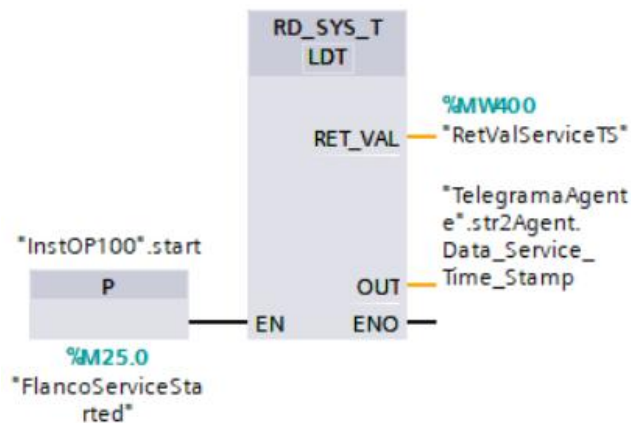 RD_SYS_T
LDT
%MW400
RET_VAL
"RetValServiceTS"
"TelegramaAgent
e".str2Agent.
Data_Service_
Time_Stamp
"InstOP100".start
P
OUT
EN
ENO
%M25.0
"FlancoServiceSta
rted"